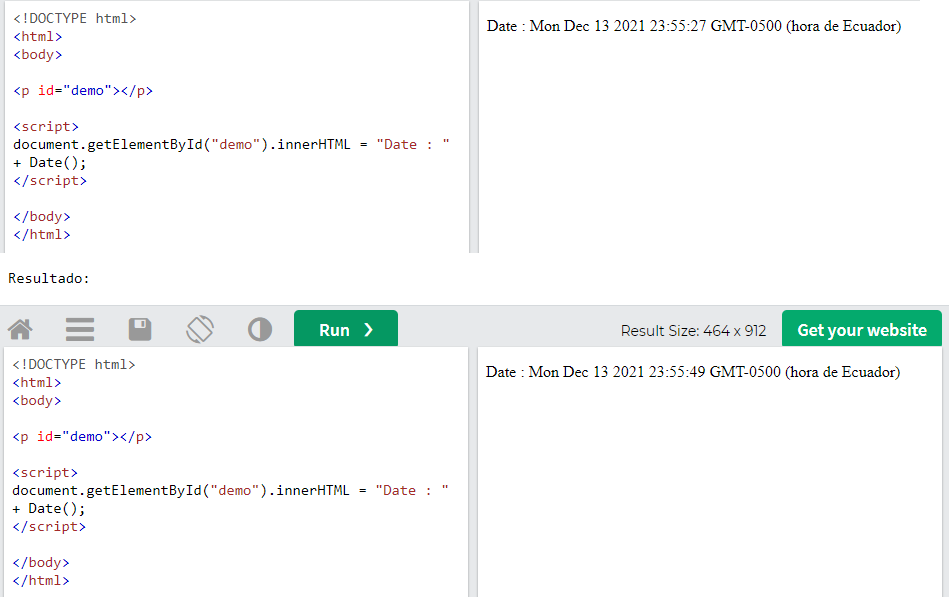 <!DOCTYPE html>
<html>
<body>
<p id="demo"></p>
<script>
document.getElementById("demo").innerHTML = "Date : "
+ Date();
</script>
</body>
</html>
Date : Mon Dec 13 2021 23:55:27 GMT-0500 (hora de Ecuador)
Resultado:
Run ❯
Result Size: 464 x 912
Get your website
<!DOCTYPE html>
<html>
<body>
<p id="demo"></p>
<script>
document.getElementById("demo").innerHTML = "Date : "
+ Date();
</script>
</body>
</html>
Date : Mon Dec 13 2021 23:55:49 GMT-0500 (hora de Ecuador)